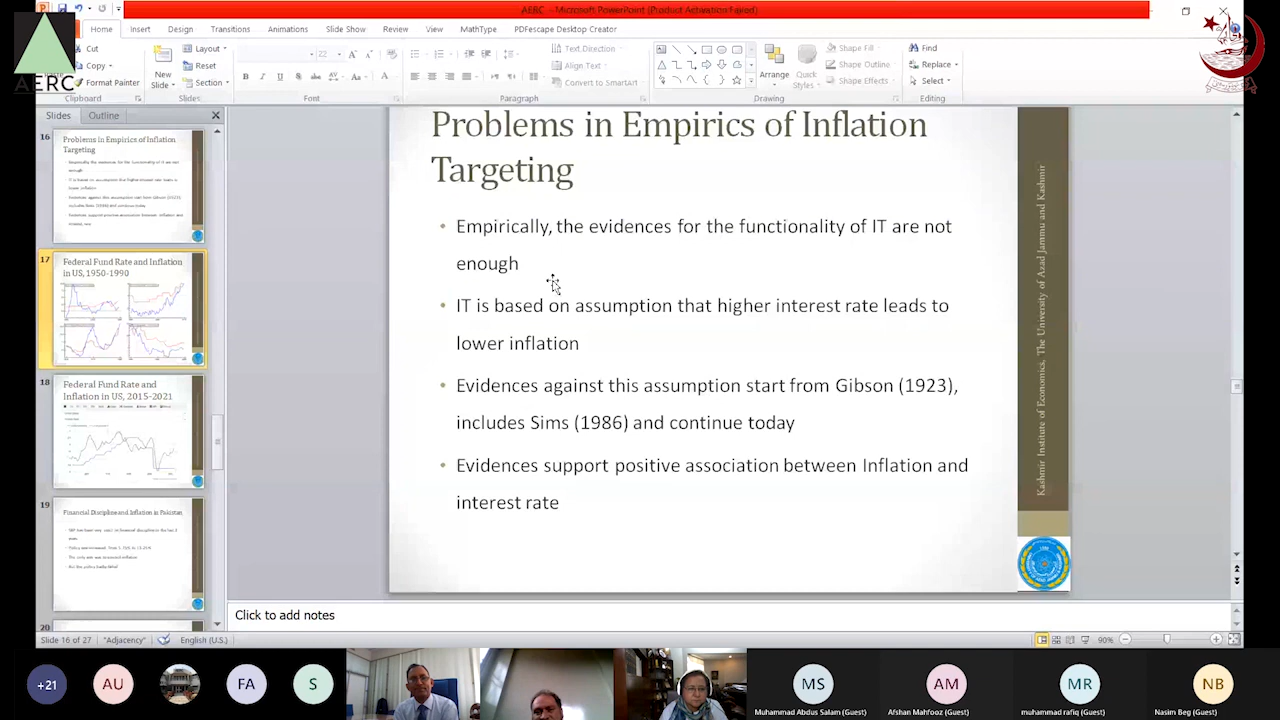 AERC - Microsoft PowerPoint (Product Activation Failed)
Home Insert Design Transitions Animations Slide Show Review View MathType PDFescape Desktop Creator
Cut
Copy
Format Painter
Clipboard
New Slide
Layout
Reset
Section
Slides
22
Font
Text Direction
Align Text
Convert to SmartArt
Paragraph
Arrange
Quick Styles
Shape Fill
Shape Outline
Shape Effects
Drawing
Find
Replace
Select
Editing
AERC
Slides Outline
16
Problems in Empirics of Inflation
Targeting
17
Federal Fund Rate and Inflation
in US, 1950-1990
18
Federal Fund Rate and
Inflation in US, 2015-2021
19
Financial Discipline and Inflation in Pakistan
20
Problems in Empirics of Inflation
Targeting
• Empirically, the evidences for the functionality of IT are not
enough
• IT is based on assumption that higher interest rate leads to
lower inflation
• Evidences against this assumption start from Gibson (1923),
includes Sims (1986) and continue today
• Evidences support positive association between Inflation and
interest rate
Kashmir Institute of Economics, The University of Azad Jammu and Kashmir
Click to add notes
Slide 16 of 27 "Adjacency" English (U.S.) 90%
+21 AU FA S MS AM MR NB
Muhammad Abdus Salam (Guest) Afshan Mahfooz (Guest) muhammad rafiq (Guest) Nasim Beg (Guest)